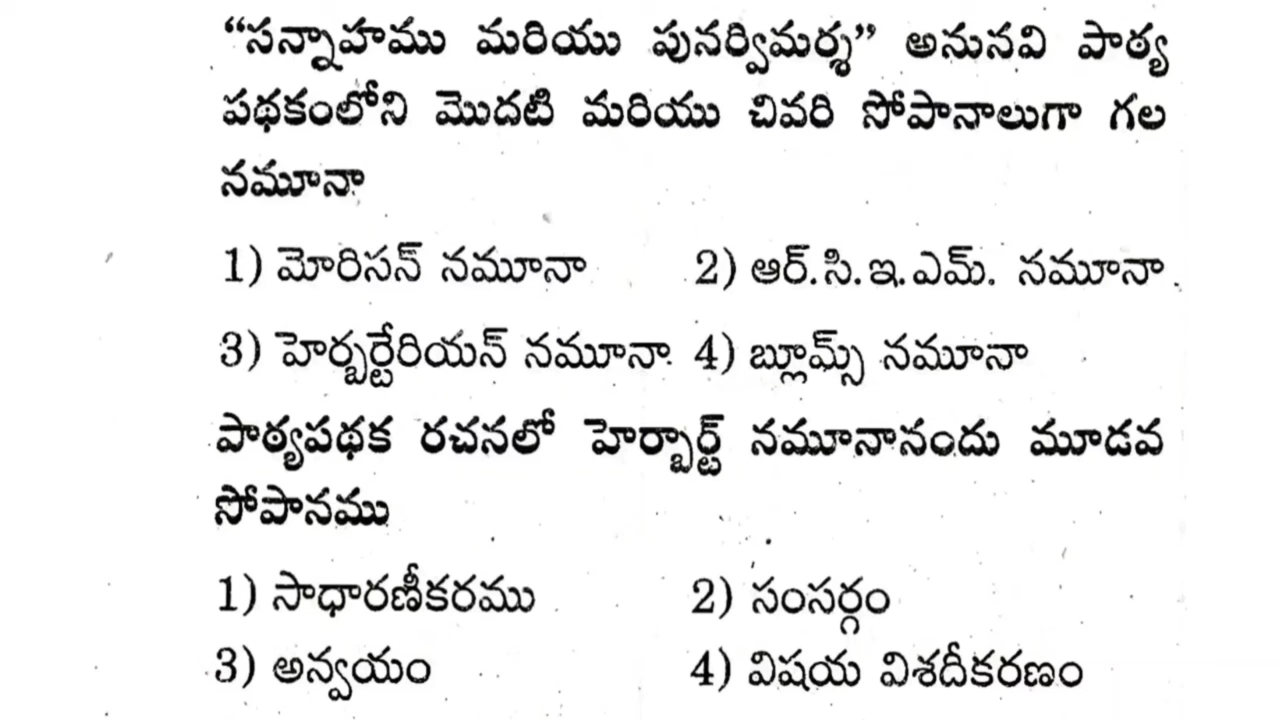 “సన్నాహము మరియు పునర్విమర్శ” అనునవి పాఠ్య
పథకంలోని మొదటి మరియు చివరి సోపానాలుగా గల
నమూనా
1) మోరిసన్ నమూనా 2) ఆర్.సి.ఇ.ఎమ్. నమూనా
3) హెర్బర్టేరియన్ నమూనా 4) బ్లూమ్స్ నమూనా
పాఠ్యపథక రచనలో హెర్బార్ట్ నమూనానందు మూడవ
సోపానము
1) సాధారణీకరము 2) సంసర్గం
3) అన్వయం 4) విషయ విశదీకరణం